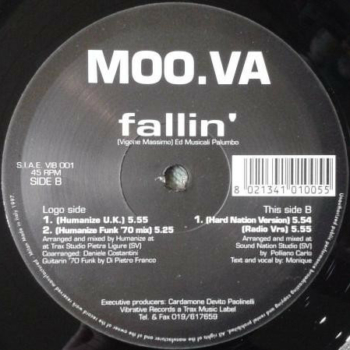 MOO.VA
fallin'
(Vigorie Massimo) Ed Musicali Palumbo
S.I.A.E. VIB 001
45 RPM
SIDE B
8 021341 010055
Logo side
1. (Humanize U.K.) 5.55
2. (Humanize Funk '70 mix) 5.25
Arranged and mixed by Humanize at
at Trax Studio Pietra Ligure (SV)
Coarranged: Daniele Costantini
Guitarin '70 Funk by Di Pietro Franco
This side B
1. (Hard Nation Version) 5.54
(Radio Vrs) 5.55
Arranged and mixed at
Sound Nation Studio (SV)
by Polliano Carlo
Text and vocal by: Monique
Executive producers: Cardamone Devito Paolinelli
Vibrative Records a Trax Music Label
Tel. & Fax 019/617659